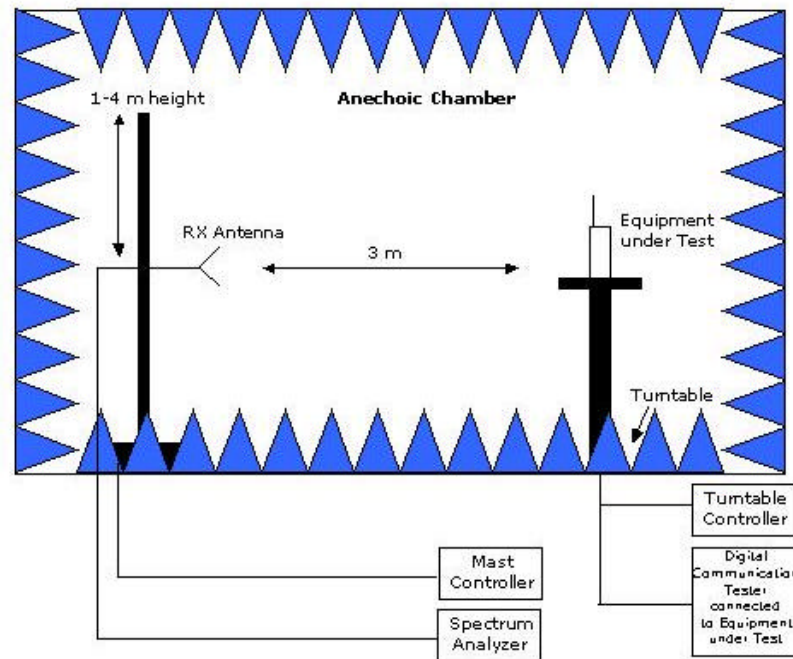 Anechoic Chamber
1-4 m height
RX Antenna
3 m
Equipment
under Test
Turntable
Turntable
Controller
Mast
Controller
Spectrum
Analyzer
Digital
Communication
Tester
connected
to Equipment
under Test